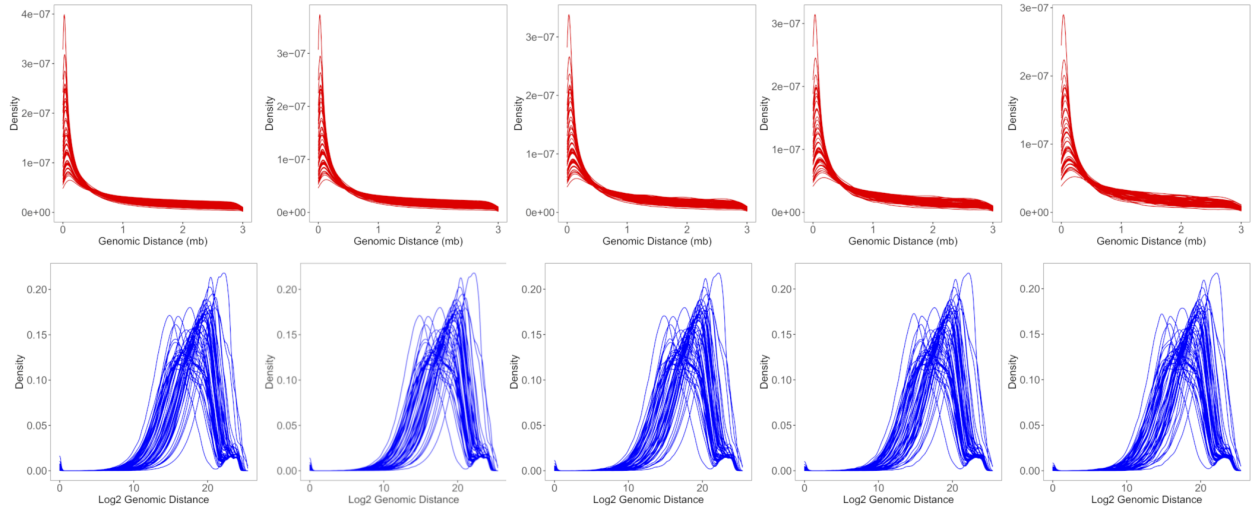 4e−07
3e−07
2e−07
1e−07
0e+00
Density
0 1 2 3
Genomic Distance (mb)
3e−07
2e−07
1e−07
0e+00
Density
0 1 2 3
Genomic Distance (mb)
3e−07
2e−07
1e−07
0e+00
Density
0 1 2 3
Genomic Distance (mb)
3e−07
2e−07
1e−07
0e+00
Density
0 1 2 3
Genomic Distance (mb)
3e−07
2e−07
1e−07
0e+00
Density
0 1 2 3
Genomic Distance (mb)
0.20
0.15
0.10
0.05
0.00
Density
0 10 20
Log2 Genomic Distance
0.20
0.15
0.10
0.05
0.00
Density
0 10 20
Log2 Genomic Distance
0.20
0.15
0.10
0.05
0.00
Density
0 10 20
Log2 Genomic Distance
0.20
0.15
0.10
0.05
0.00
Density
0 10 20
Log2 Genomic Distance
0.20
0.15
0.10
0.05
0.00
Density
0 10 20
Log2 Genomic Distance